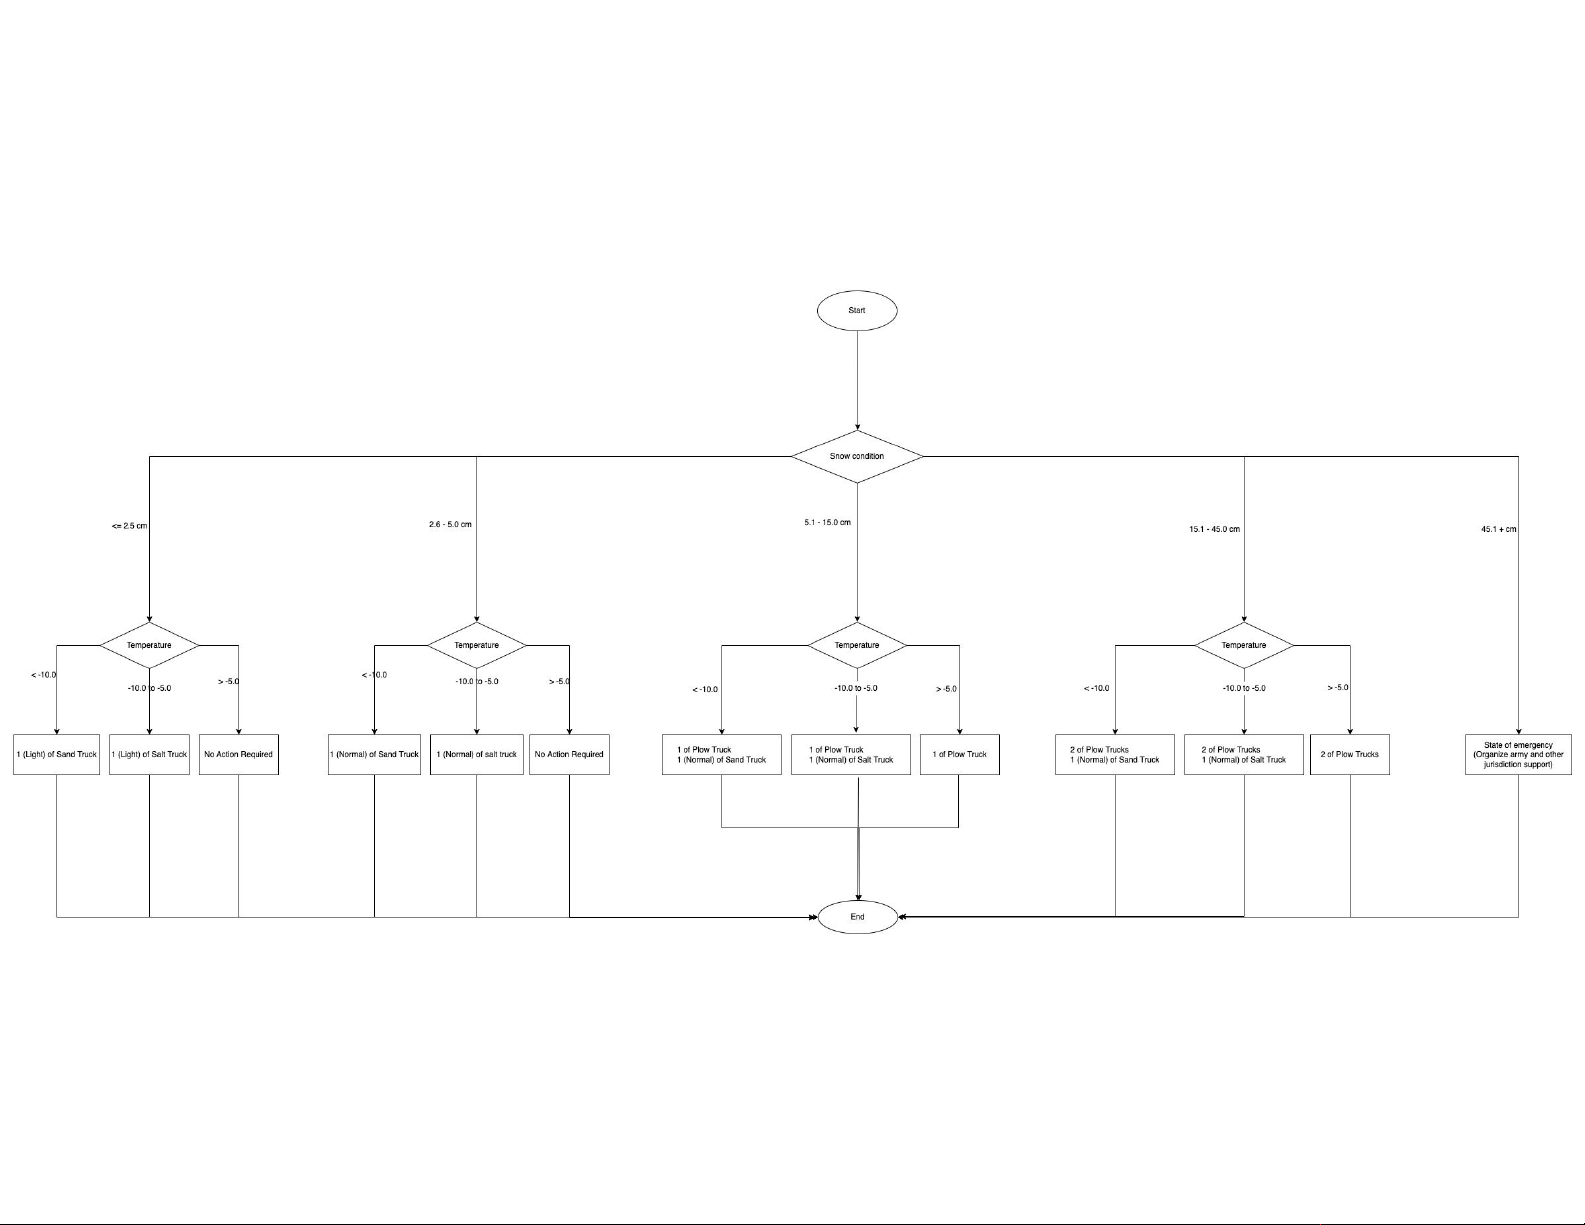 Start
Snow condition
<= 2.5 cm
2.6 - 5.0 cm
5.1 - 15.0 cm
15.1 - 45.0 cm
45.1 + cm
Temperature
Temperature
Temperature
Temperature
< -10.0
-10.0 to -5.0
> -5.0
< -10.0
-10.0 to -5.0
> -5.0
< -10.0
-10.0 to -5.0
> -5.0
< -10.0
-10.0 to -5.0
> -5.0
1 (Light) of Sand Truck
1 (Light) of Salt Truck
No Action Required
1 (Normal) of Sand Truck
1 (Normal) of salt truck
No Action Required
1 of Plow Truck
1 (Normal) of Sand Truck
1 of Plow Truck
1 (Normal) of Salt Truck
1 of Plow Truck
2 of Plow Trucks
1 (Normal) of Sand Truck
2 of Plow Trucks
1 (Normal) of Salt Truck
2 of Plow Trucks
State of emergency
(Organize army and other
jurisdiction support)
End